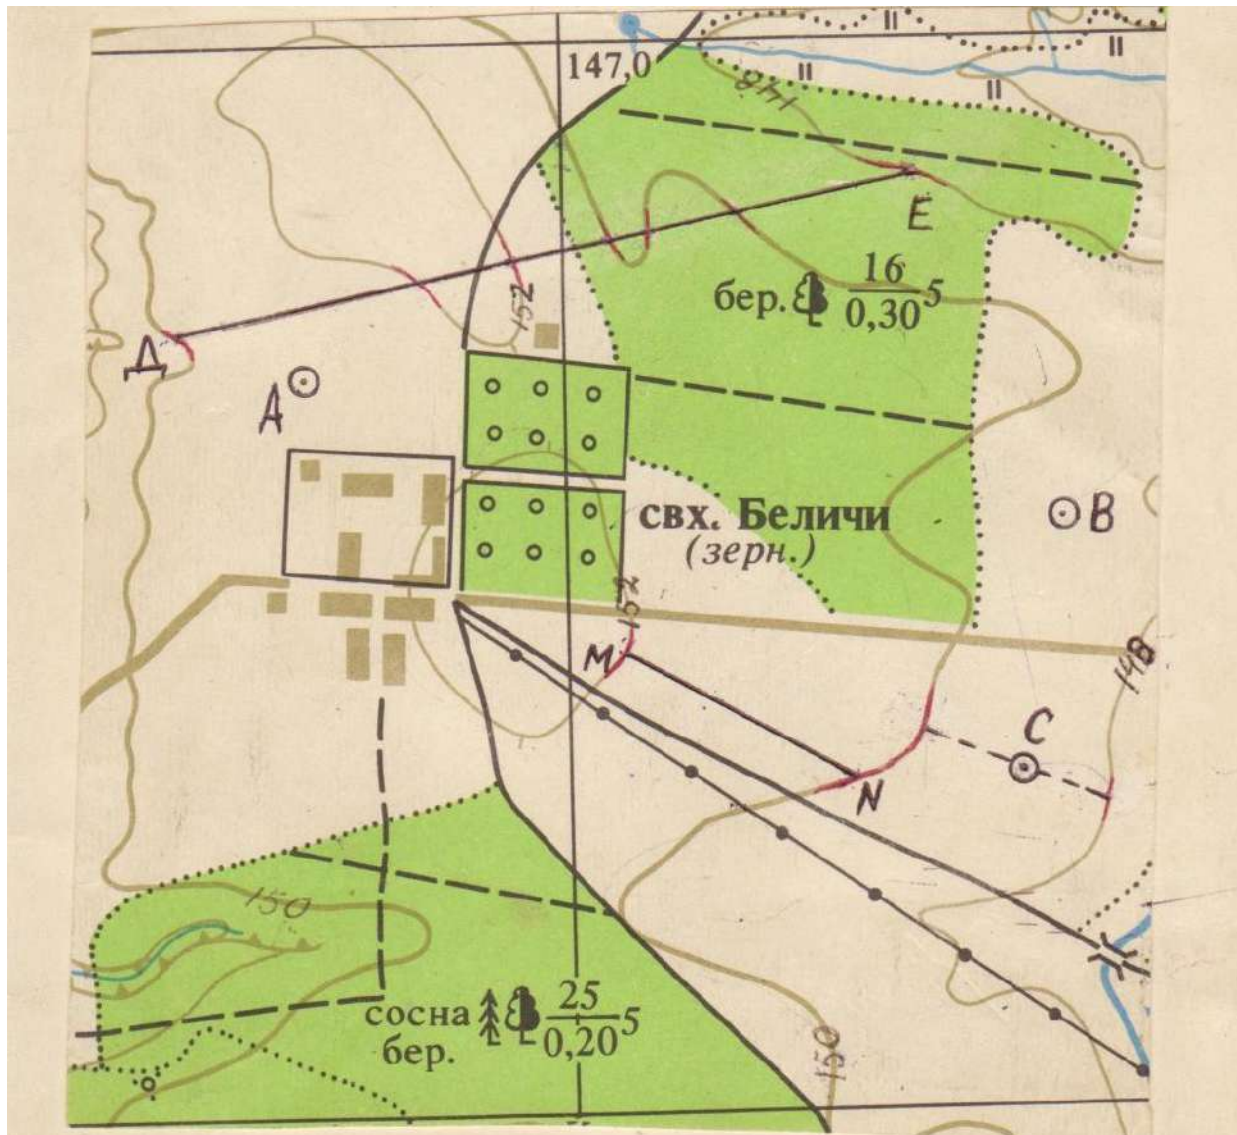 147,0
148
Е
16
бер. 0,30 5
152
Д
А
свх. Беличи
(зерн.)
В
152
М
148
С
N
150
25
сосна 0,20 5
бер.
150